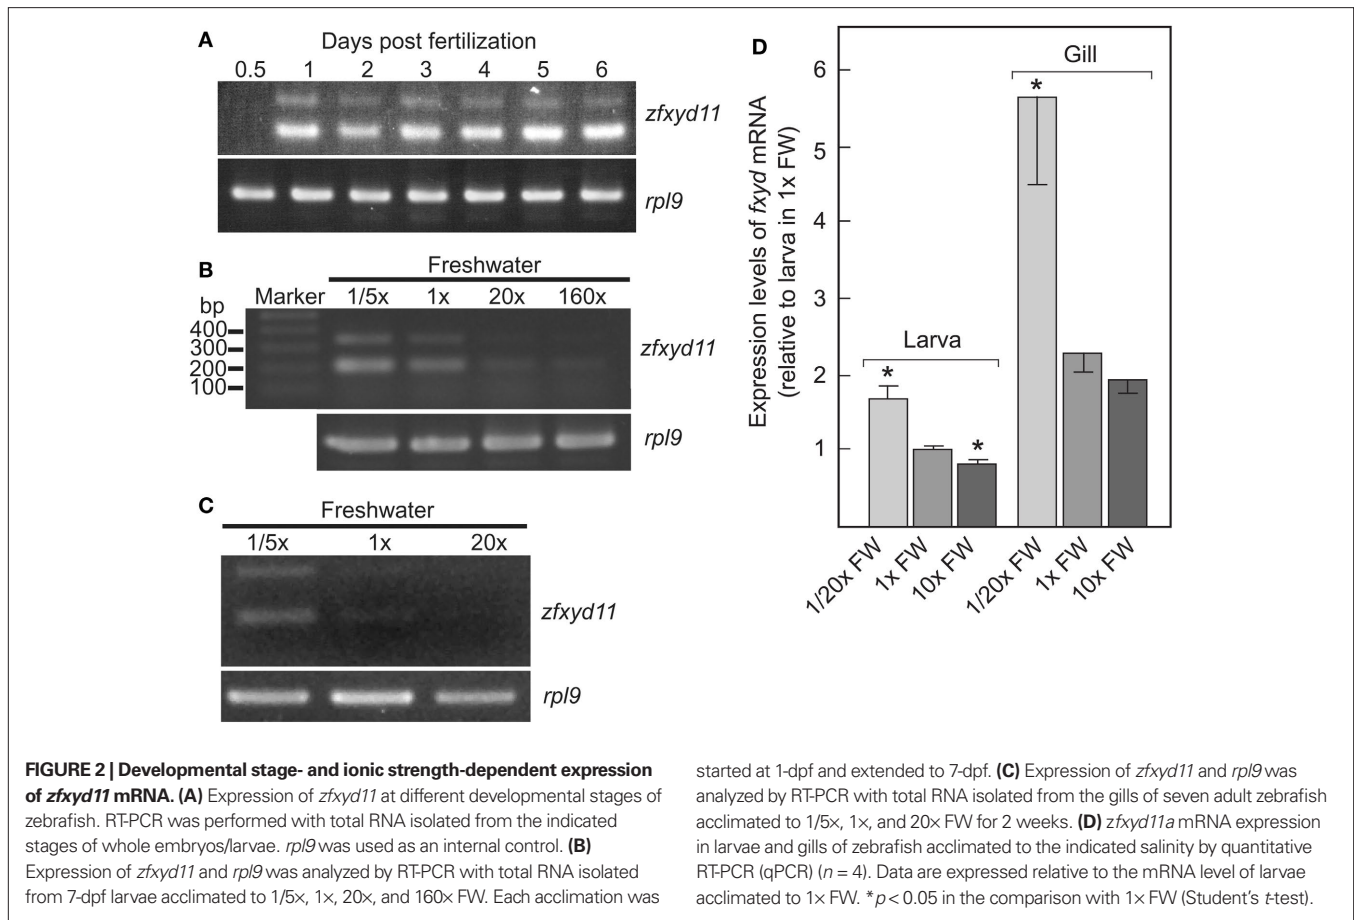 A
Days post fertilization
0.5 1 2 3 4 5 6
zfxyd11
rpl9
B
Freshwater
Marker 1/5x 1x 20x 160x
bp
400
300
200
100
zfxyd11
rpl9
C
Freshwater
1/5x 1x 20x
zfxyd11
rpl9
D
Expression levels of fxyd mRNA
(relative to larva in 1x FW)
6
5
4
3
2
1
Gill
*
Larva
*
*
1/20x FW
1x FW
10x FW
1/20x FW
1x FW
10x FW
FIGURE 2 | Developmental stage- and ionic strength-dependent expression
of zfxyd11 mRNA. (A) Expression of zfxyd11 at different developmental stages of
zebrafish. RT-PCR was performed with total RNA isolated from the indicated
stages of whole embryos/larvae. rpl9 was used as an internal control. (B)
Expression of zfxyd11 and rpl9 was analyzed by RT-PCR with total RNA isolated
from 7-dpf larvae acclimated to 1/5×, 1×, 20×, and 160× FW. Each acclimation was
started at 1-dpf and extended to 7-dpf. (C) Expression of zfxyd11 and rpl9 was
analyzed by RT-PCR with total RNA isolated from the gills of seven adult zebrafish
acclimated to 1/5×, 1×, and 20× FW for 2 weeks. (D) zfxyd11a mRNA expression
in larvae and gills of zebrafish acclimated to the indicated salinity by quantitative
RT-PCR (qPCR) (n = 4). Data are expressed relative to the mRNA level of larvae
acclimated to 1× FW. *p < 0.05 in the comparison with 1× FW (Student's t-test).